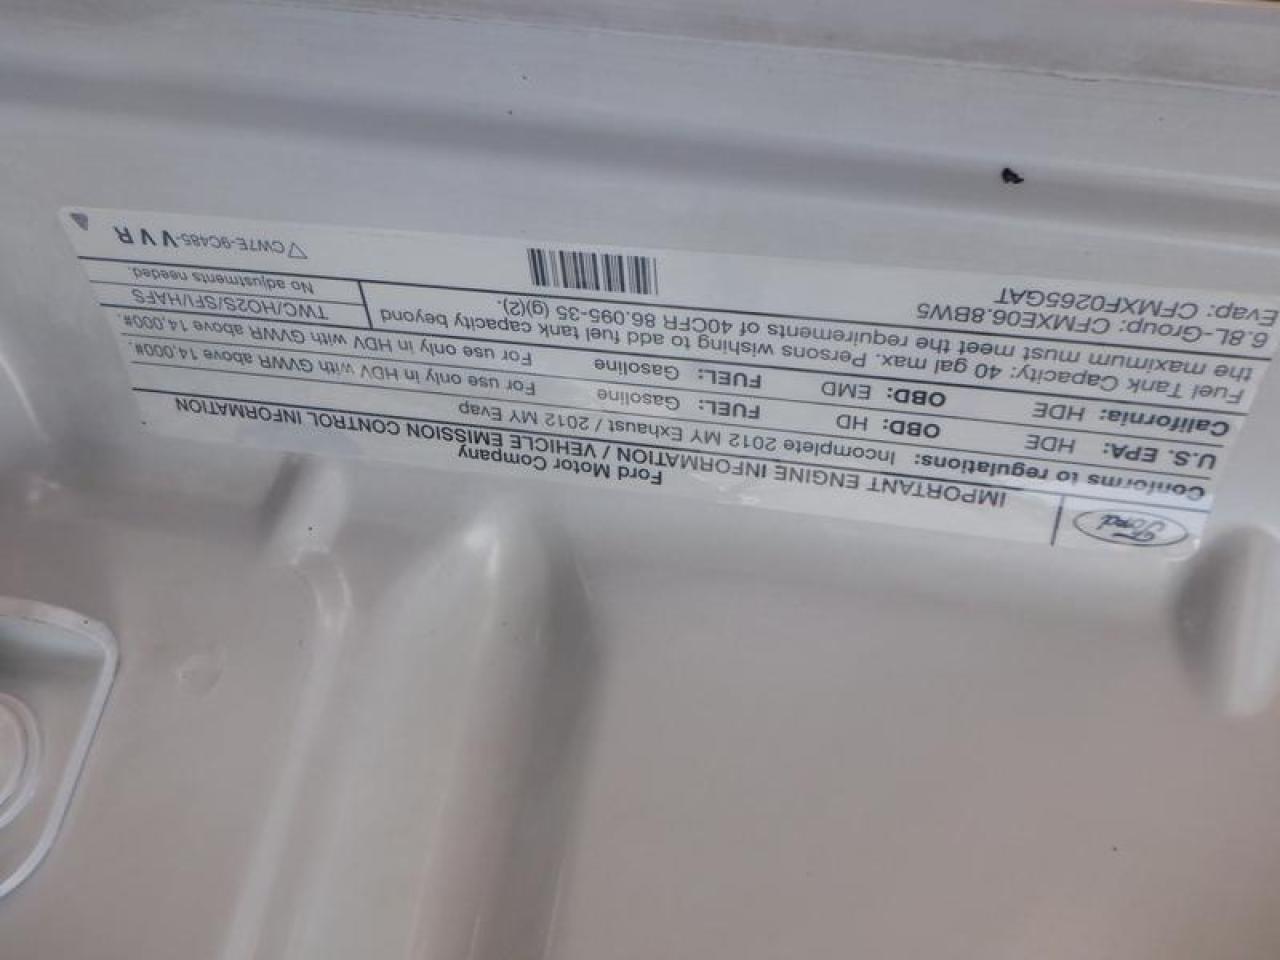 Ford
Ford Motor Company
IMPORTANT ENGINE INFORMATION / VEHICLE EMISSION CONTROL INFORMATION
Conforms to regulations: Incomplete 2012 MY Exhaust / 2012 MY Evap
U.S. EPA: HDE OBD: HD FUEL: Gasoline For use only in HDV with GVWR above 14,000#.
California: HDE OBD: EMD FUEL: Gasoline For use only in HDV with GVWR above 14,000#.
Fuel Tank Capacity: 40 gal max. Persons wishing to add fuel tank capacity beyond
the maximum must meet the requirements of 40CFR 86.095-35 (g)(2).
TWC/HO2S/SFI/HAFS
No adjustments needed.
6.8L-Group: CFMXE06.8BW5
Evap: CFMXF0265GAT
CW7E-9C485-VVR